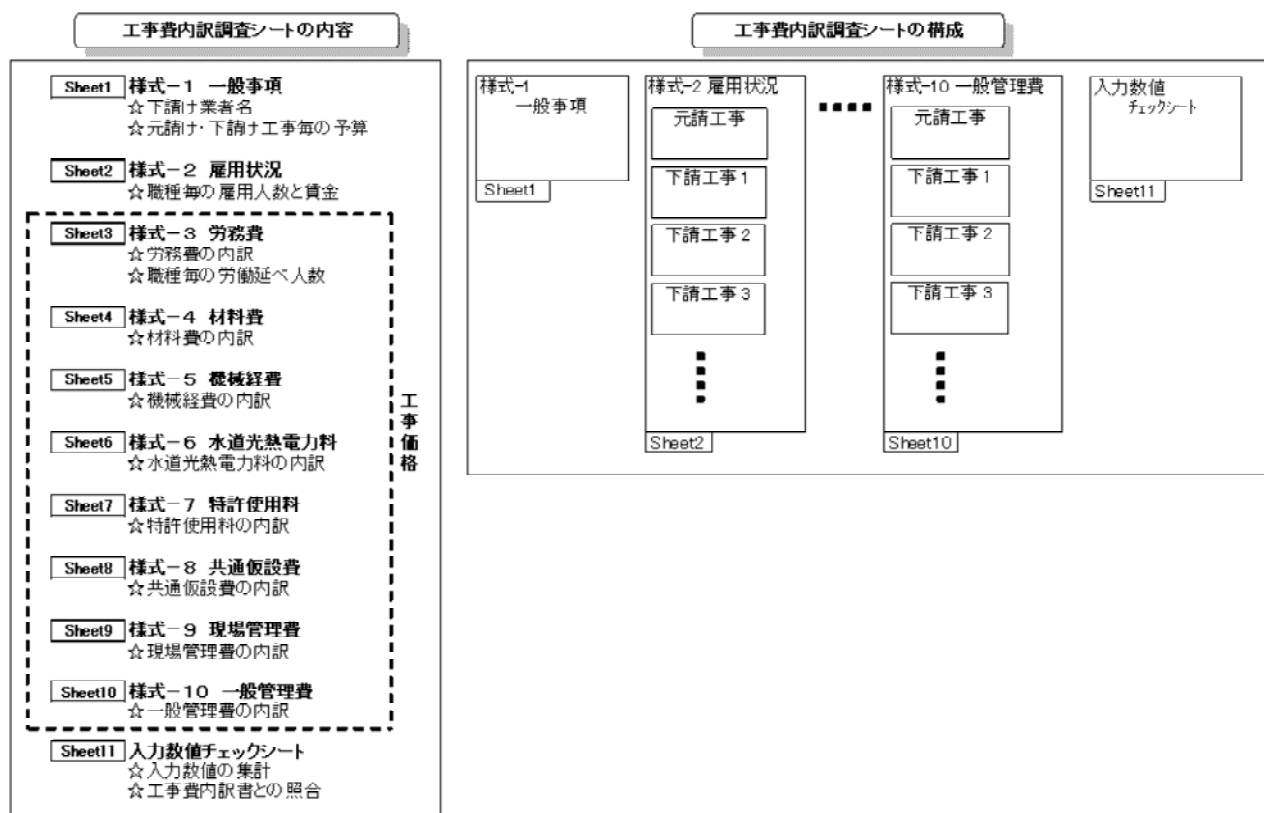 工事費内訳調査シートの内容
Sheet1 様式－1 一般事項
☆下請け業者名
☆元請け・下請け工事毎の予算
Sheet2 様式－2 雇用状況
☆職種毎の雇用人数と賃金
Sheet3 様式－3 労務費
☆労務費の内訳
☆職種毎の労働延べ人数
Sheet4 様式－4 材料費
☆材料費の内訳
Sheet5 様式－5 機械経費
☆機械経費の内訳
Sheet6 様式－6 水道光熱電力料
☆水道光熱電力料の内訳
Sheet7 様式－7 特許使用料
☆特許使用料の内訳
Sheet8 様式－8 共通仮設費
☆共通仮設費の内訳
Sheet9 様式－9 現場管理費
☆現場管理費の内訳
Sheet10 様式－10 一般管理費
☆一般管理費の内訳
工事価格
Sheet11 入力数値チェックシート
☆入力数値の集計
☆工事費内訳書との照合
工事費内訳調査シートの構成
様式-1
一般事項
Sheet1
様式-2 雇用状況
元請工事
下請工事1
下請工事2
下請工事3
Sheet2
様式-10 一般管理費
元請工事
下請工事1
下請工事2
下請工事3
Sheet10
入力数値
チェックシート
Sheet11